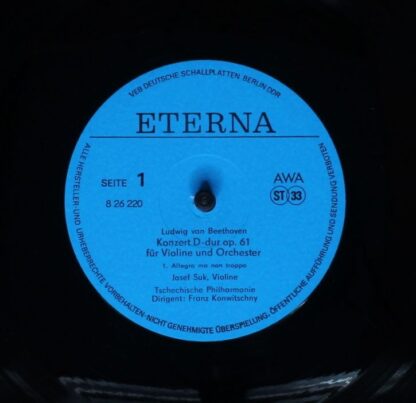 VEB DEUTSCHE SCHALLPLATTEN BERLIN DDR
ETERNA
SEITE 1
8 26 220
AWA
ST 33
Ludwig van Beethoven
Konzert D-dur op. 61
für Violine und Orchester
1. Allegro ma non troppo
Josef Suk, Violine
Tschechische Philharmonie
Dirigent: Franz Konwitschny
ALLE HERSTELLER- UND URHEBERRECHTE VORBEHALTEN · NICHT GENEHMIGTE ÜBERSPIELUNG, ÖFFENTLICHE AUFFÜHRUNG UND SENDUNG VERBOTEN